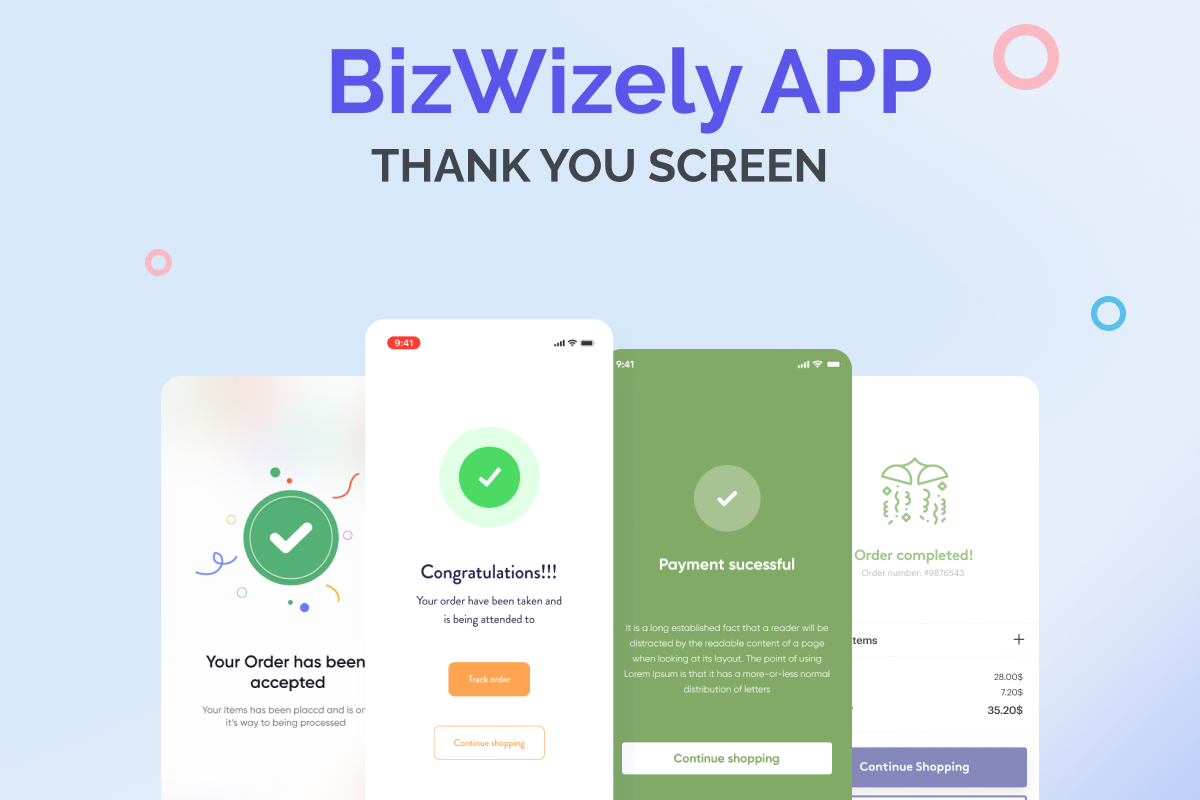 BizWizely APP
THANK YOU SCREEN
Your Order has been
accepted
Your items has been placcd and is on
it's way to being processed
9:41
Congratulations!!!
Your order have been taken and
is being attended to
Track order
Continue shopping
9:41
Payment sucessful
It is a long established fact that a reader will be
distracted by the readable content of a page
when looking at its layout. The point of using
Lorem Ipsum is that it has a more-or-less normal
distribution of letters
Continue shopping
Order completed!
Order number: #9876543
tems
28.00$
7.20$
35.20$
Continue Shopping